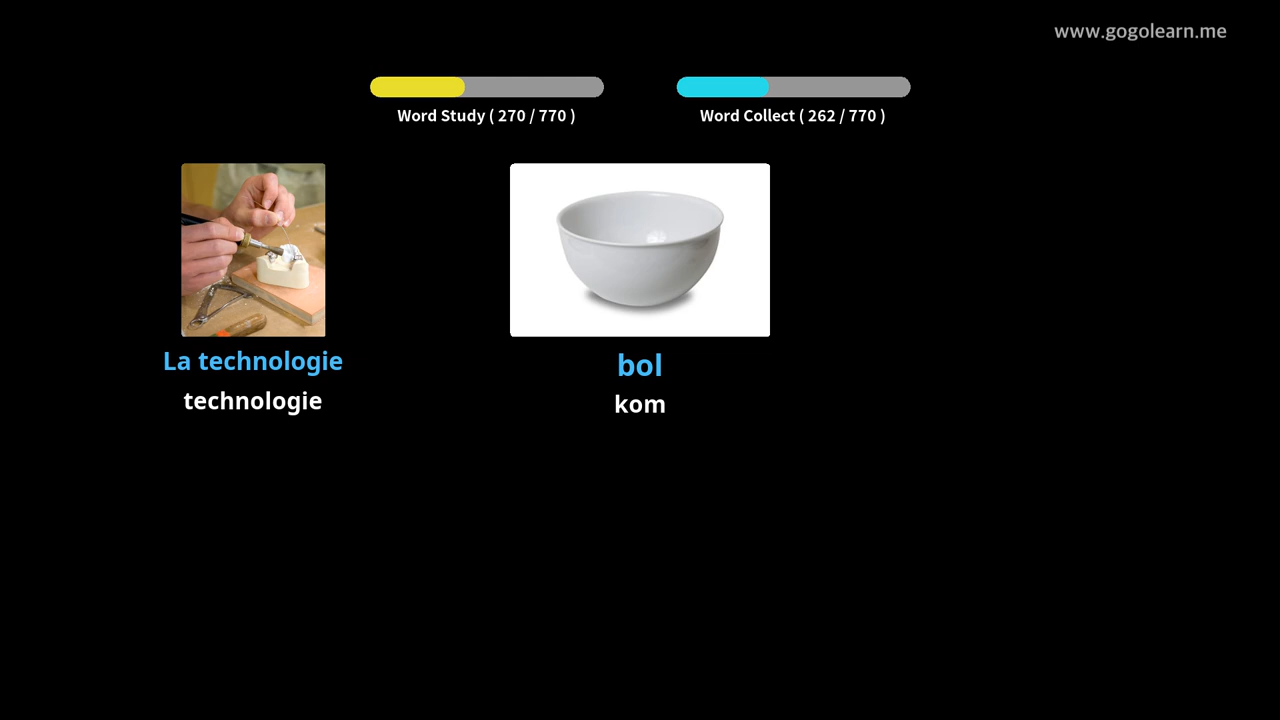 www.gogolearn.me
Word Study ( 270 / 770 )
Word Collect ( 262 / 770 )
La technologie
technologie
bol
kom